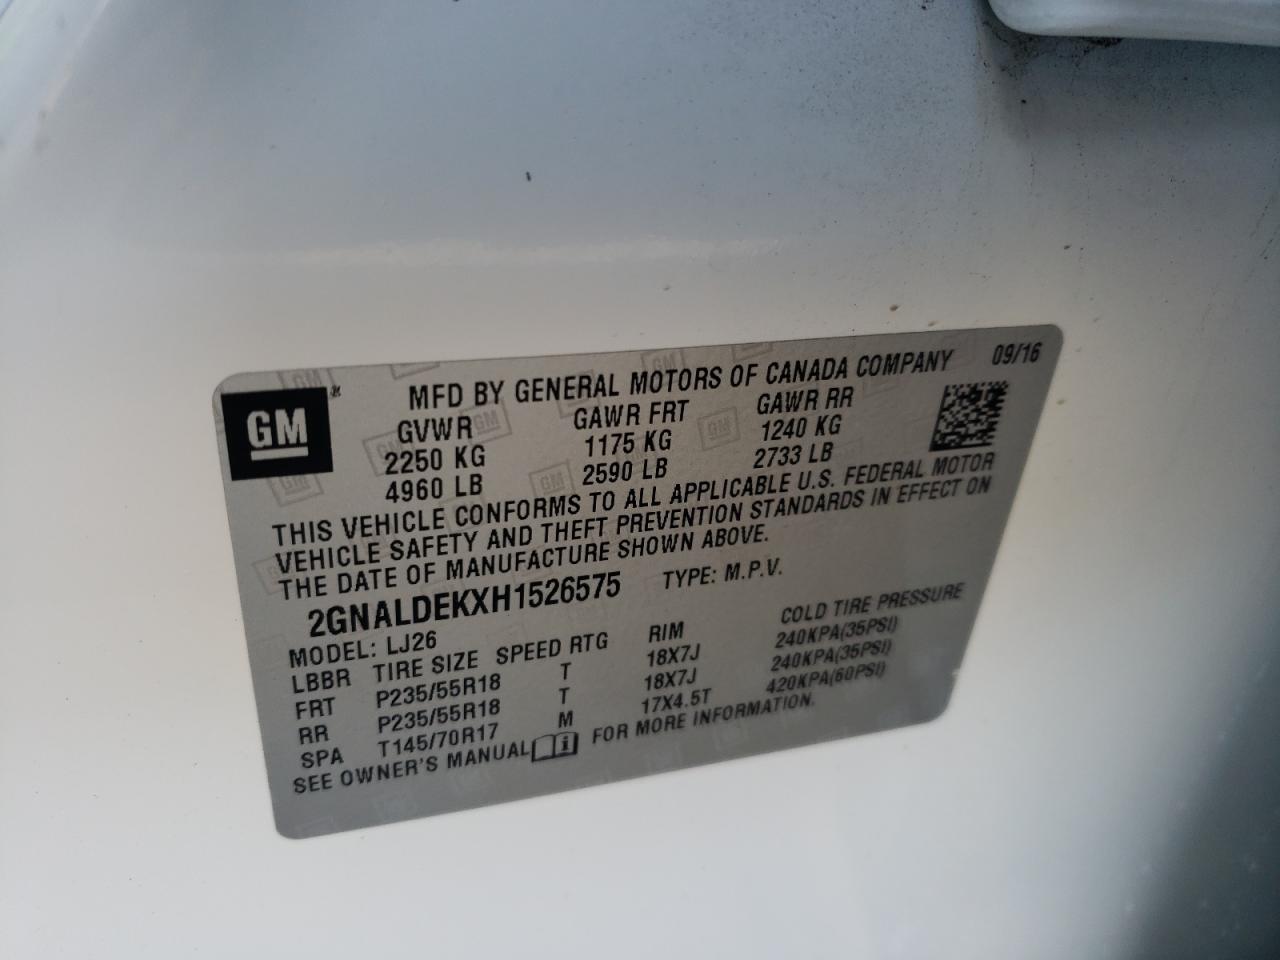 GM
MFD BY GENERAL MOTORS OF CANADA COMPANY 09/16
GVWR GAWR FRT GAWR RR
2250 KG 1175 KG 1240 KG
4960 LB 2590 LB 2733 LB
THIS VEHICLE CONFORMS TO ALL APPLICABLE U.S. FEDERAL MOTOR
VEHICLE SAFETY AND THEFT PREVENTION STANDARDS IN EFFECT ON
THE DATE OF MANUFACTURE SHOWN ABOVE.
2GNALDEKXH1526575 TYPE: M.P.V.
MODEL: LJ26
LBBR TIRE SIZE SPEED RTG RIM COLD TIRE PRESSURE
FRT P235/55R18 T 18X7J 240KPA(35PSI)
RR P235/55R18 T 18X7J 240KPA(35PSI)
SPA T145/70R17 M 17X4.5T 420KPA(60PSI)
SEE OWNER'S MANUAL FOR MORE INFORMATION.